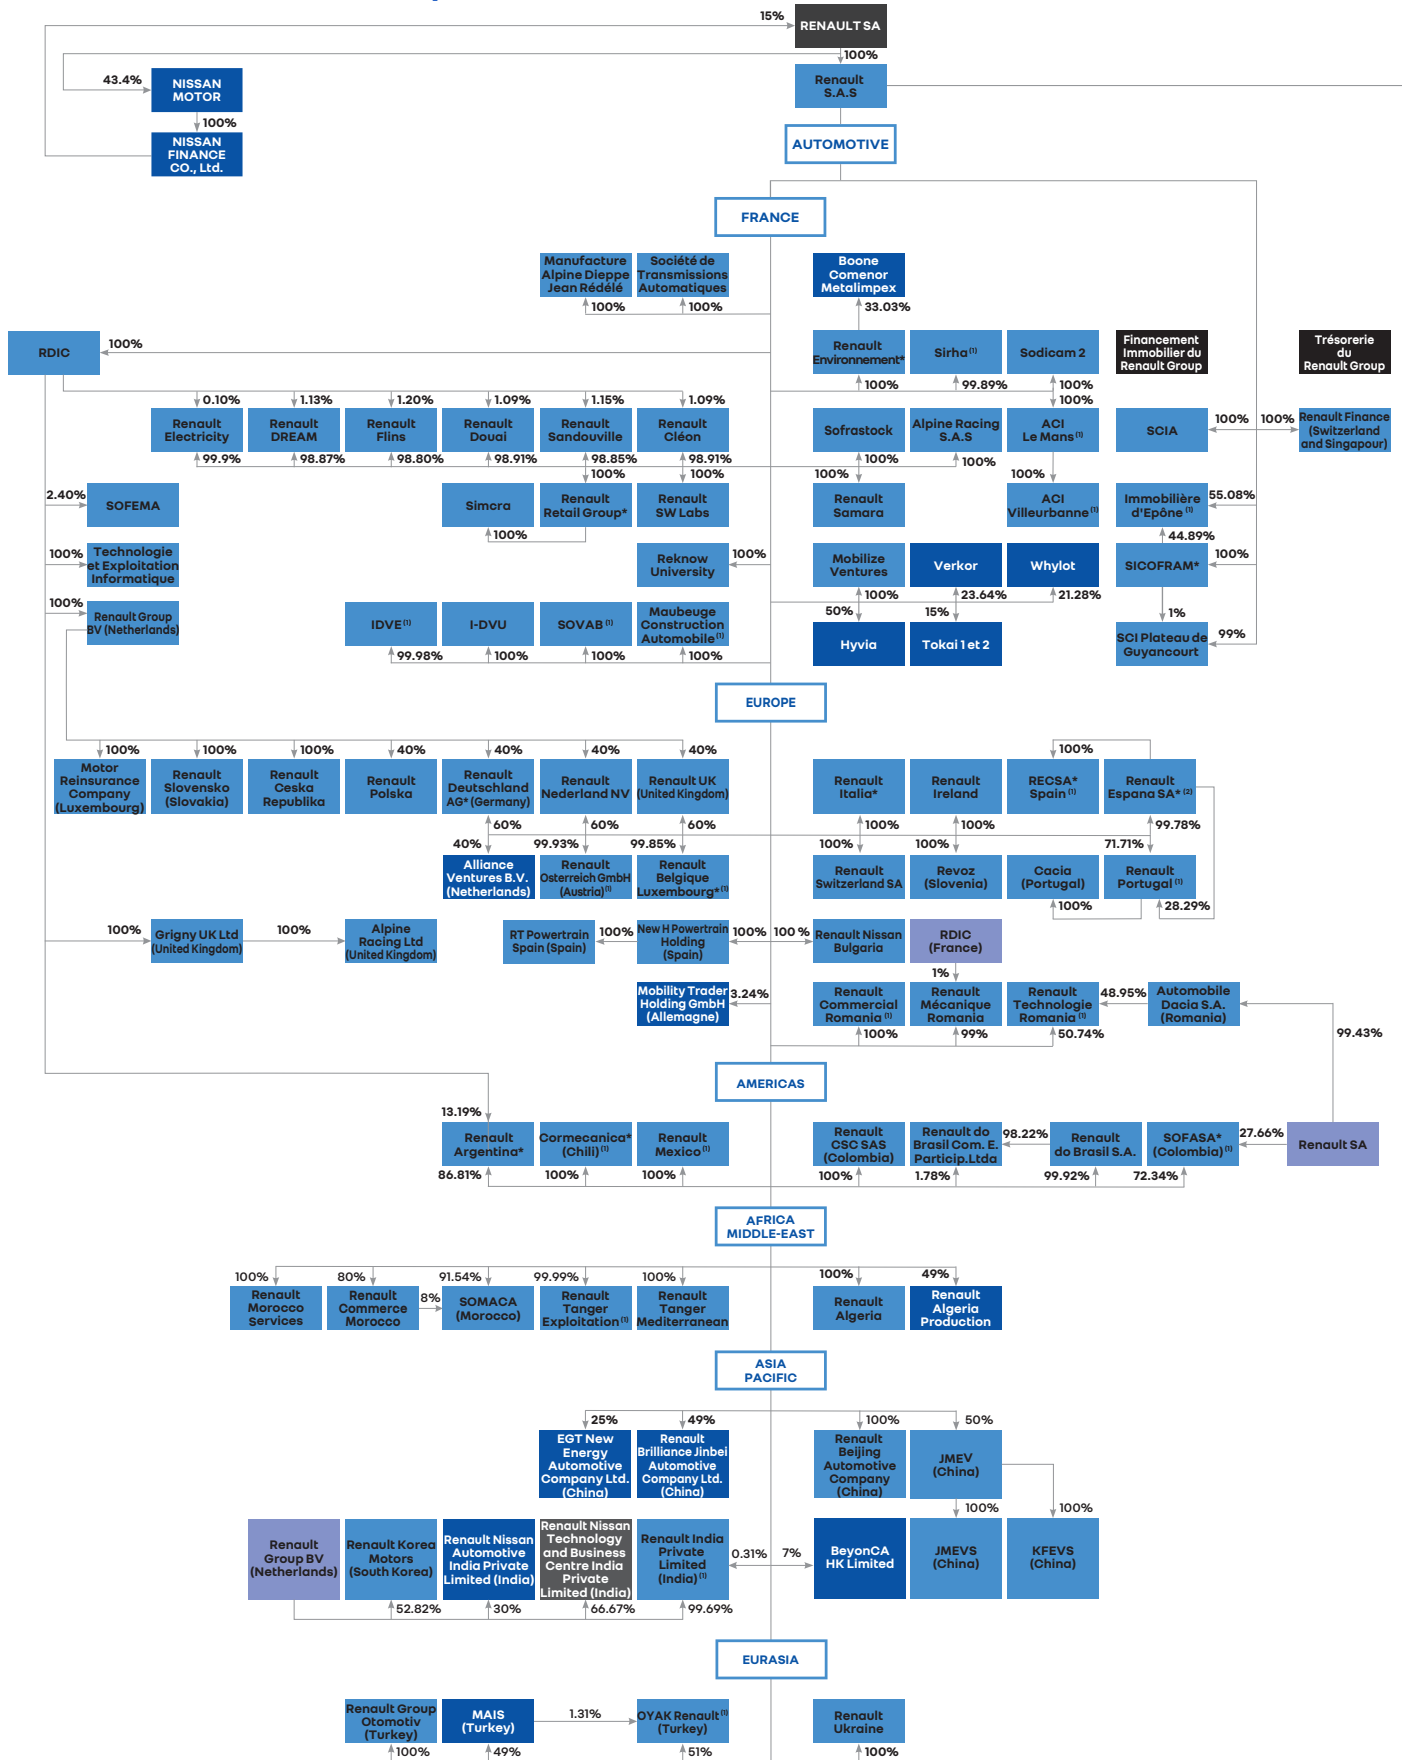 15%
RENAULT SA
100%
43.4%
NISSAN
MOTOR
Renault
S.A.S
100%
NISSAN
FINANCE
CO., Ltd.
AUTOMOTIVE
FRANCE
Manufacture
Alpine Dieppe
Jean Rédélé
Société de
Transmissions
Automatiques
Boone
Comenor
Metalimpex
100%
100%
33.03%
RDIC
100%
Renault
Environnement*
Sirha (1)
Sodicam 2
Financement
Immobilier du
Renault Group
Trésorerie
du
Renault Group
100%
99.89%
100%
0.10%
1.13%
1.20%
1.09%
1.15%
1.09%
100%
Renault
Electricity
Renault
DREAM
Renault
Flins
Renault
Douai
Renault
Sandouville
Renault
Cléon
Sofrastock
Alpine Racing
S.A.S
ACI
Le Mans (1)
SCIA
100%
100%
Renault Finance
(Switzerland
and Singapour)
99.9%
98.87%
98.80%
98.91%
98.85%
98.91%
100%
100%
100%
100%
100%
100%
2.40%
SOFEMA
Simcra
Renault
Retail Group*
Renault
SW Labs
Renault
Samara
ACI
Villeurbanne (1)
Immobilière
d'Epône (1)
55.08%
100%
44.89%
100%
Technologie
et Exploitation
Informatique
Reknow
University
100%
Mobilize
Ventures
Verkor
Whylot
SICOFRAM*
100%
100%
23.64%
21.28%
100%
Renault Group
BV (Netherlands)
50%
15%
1%
IDVE (1)
I-DVU
SOVAB (1)
Maubeuge
Construction
Automobile (1)
Hyvia
Tokai 1 et 2
SCI Plateau de
Guyancourt
99%
99.98%
100%
100%
100%
EUROPE
100%
100%
100%
40%
40%
40%
40%
100%
Motor
Reinsurance
Company
(Luxembourg)
Renault
Slovensko
(Slovakia)
Renault
Ceska
Republika
Renault
Polska
Renault
Deutschland
AG* (Germany)
Renault
Nederland NV
Renault UK
(United Kingdom)
Renault
Italia*
Renault
Ireland
RECSA*
Spain (1)
Renault
Espana SA* (2)
60%
60%
60%
100%
100%
99.78%
40%
99.93%
99.85%
100%
100%
71.71%
Alliance
Ventures B.V.
(Netherlands)
Renault
Osterreich GmbH
(Austria) (1)
Renault
Belgique
Luxembourg* (1)
Renault
Switzerland SA
Revoz
(Slovenia)
Cacia
(Portugal)
Renault
Portugal (1)
100%
28.29%
100%
Grigny UK Ltd
(United Kingdom)
100%
Alpine
Racing Ltd
(United Kingdom)
RT Powertrain
Spain (Spain)
100%
New H Powertrain
Holding
(Spain)
100%
100 %
Renault Nissan
Bulgaria
RDIC
(France)
1%
Mobility Trader
Holding GmbH
(Allemagne)
3.24%
Renault
Commercial
Romania (1)
Renault
Mécanique
Romania
Renault
Technologie
Romania (1)
48.95%
Automobile
Dacia S.A.
(Romania)
100%
99%
50.74%
99.43%
AMERICAS
13.19%
Renault
Argentina*
Cormecanica*
(Chili) (1)
Renault
Mexico (1)
Renault
CSC SAS
(Colombia)
Renault do
Brasil Com. E.
Particip.Ltda
98.22%
Renault
do Brasil S.A.
SOFASA*
(Colombia) (1)
27.66%
Renault SA
86.81%
100%
100%
100%
1.78%
99.92%
72.34%
AFRICA
MIDDLE-EAST
100%
80%
91.54%
99.99%
100%
100%
49%
Renault
Morocco
Services
Renault
Commerce
Morocco
8%
SOMACA
(Morocco)
Renault
Tanger
Exploitation (1)
Renault
Tanger
Mediterranean
Renault
Algeria
Renault
Algeria
Production
ASIA
PACIFIC
25%
49%
100%
50%
EGT New
Energy
Automotive
Company Ltd.
(China)
Renault
Brilliance Jinbei
Automotive
Company Ltd.
(China)
Renault
Beijing
Automotive
Company
(China)
JMEV
(China)
100%
100%
Renault
Group BV
(Netherlands)
Renault Korea
Motors
(South Korea)
Renault Nissan
Automotive
India Private
Limited (India)
Renault Nissan
Technology
and Business
Centre India
Private
Limited (India)
Renault India
Private
Limited
(India) (1)
0.31%
7%
BeyonCA
HK Limited
JMEVS
(China)
KFEVS
(China)
52.82%
30%
66.67%
99.69%
EURASIA
Renault Group
Otomotiv
(Turkey)
MAIS
(Turkey)
1.31%
OYAK Renault (1)
(Turkey)
Renault
Ukraine
100%
49%
51%
100%